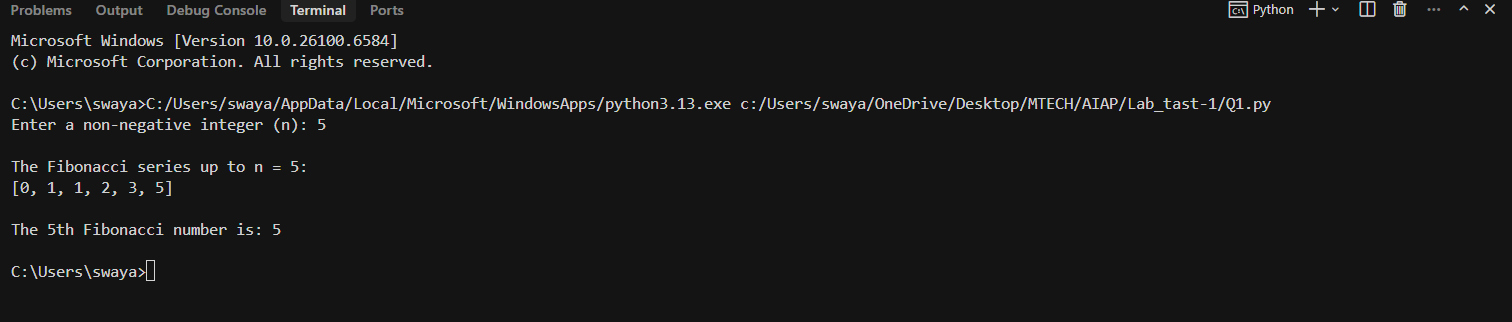 Problems Output Debug Console Terminal Ports Python
Microsoft Windows [Version 10.0.26100.6584]
(c) Microsoft Corporation. All rights reserved.
C:\Users\swaya>C:/Users/swaya/AppData/Local/Microsoft/WindowsApps/python3.13.exe c:/Users/swaya/OneDrive/Desktop/MTECH/AIAP/Lab_tast-1/Q1.py
Enter a non-negative integer (n): 5
The Fibonacci series up to n = 5:
[0, 1, 1, 2, 3, 5]
The 5th Fibonacci number is: 5
C:\Users\swaya>